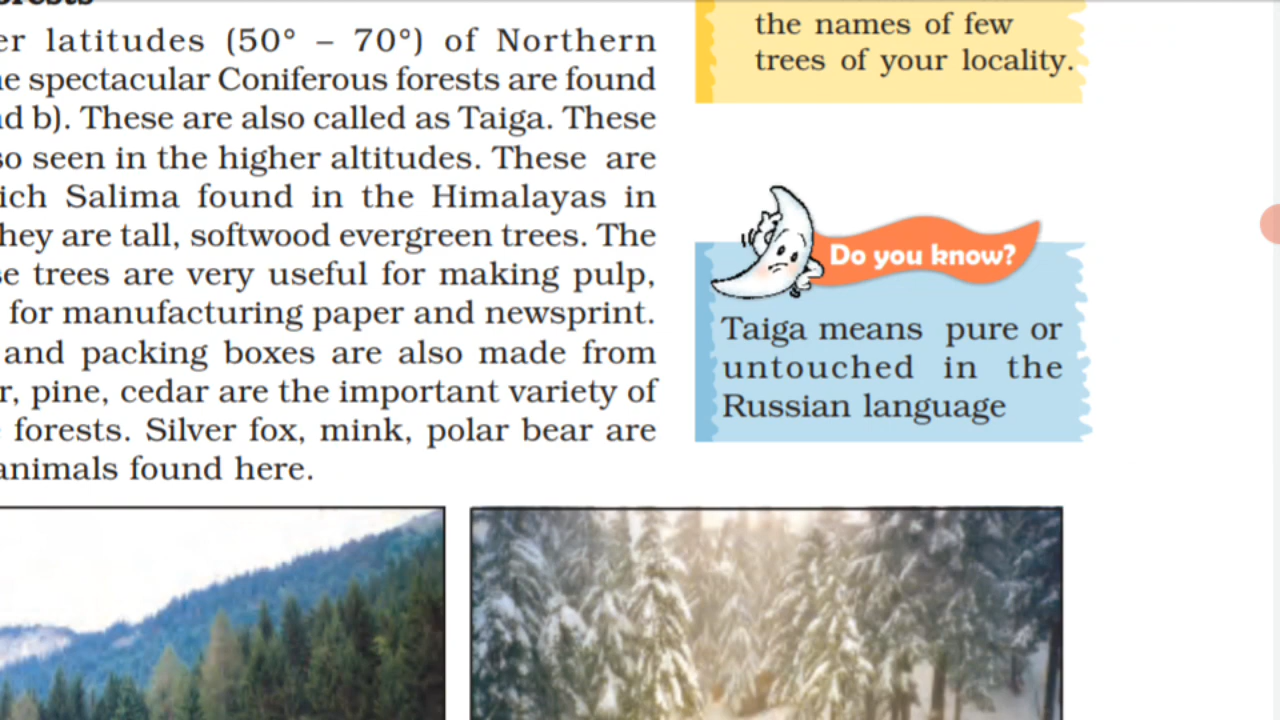 er latitudes (50° – 70°) of Northern
e spectacular Coniferous forests are found
d b). These are also called as Taiga. These
so seen in the higher altitudes. These are
ich Salima found in the Himalayas in
hey are tall, softwood evergreen trees. The
se trees are very useful for making pulp,
for manufacturing paper and newsprint.
and packing boxes are also made from
r, pine, cedar are the important variety of
forests. Silver fox, mink, polar bear are
animals found here.
the names of few
trees of your locality.
Do you know?
Taiga means pure or
untouched in the
Russian language